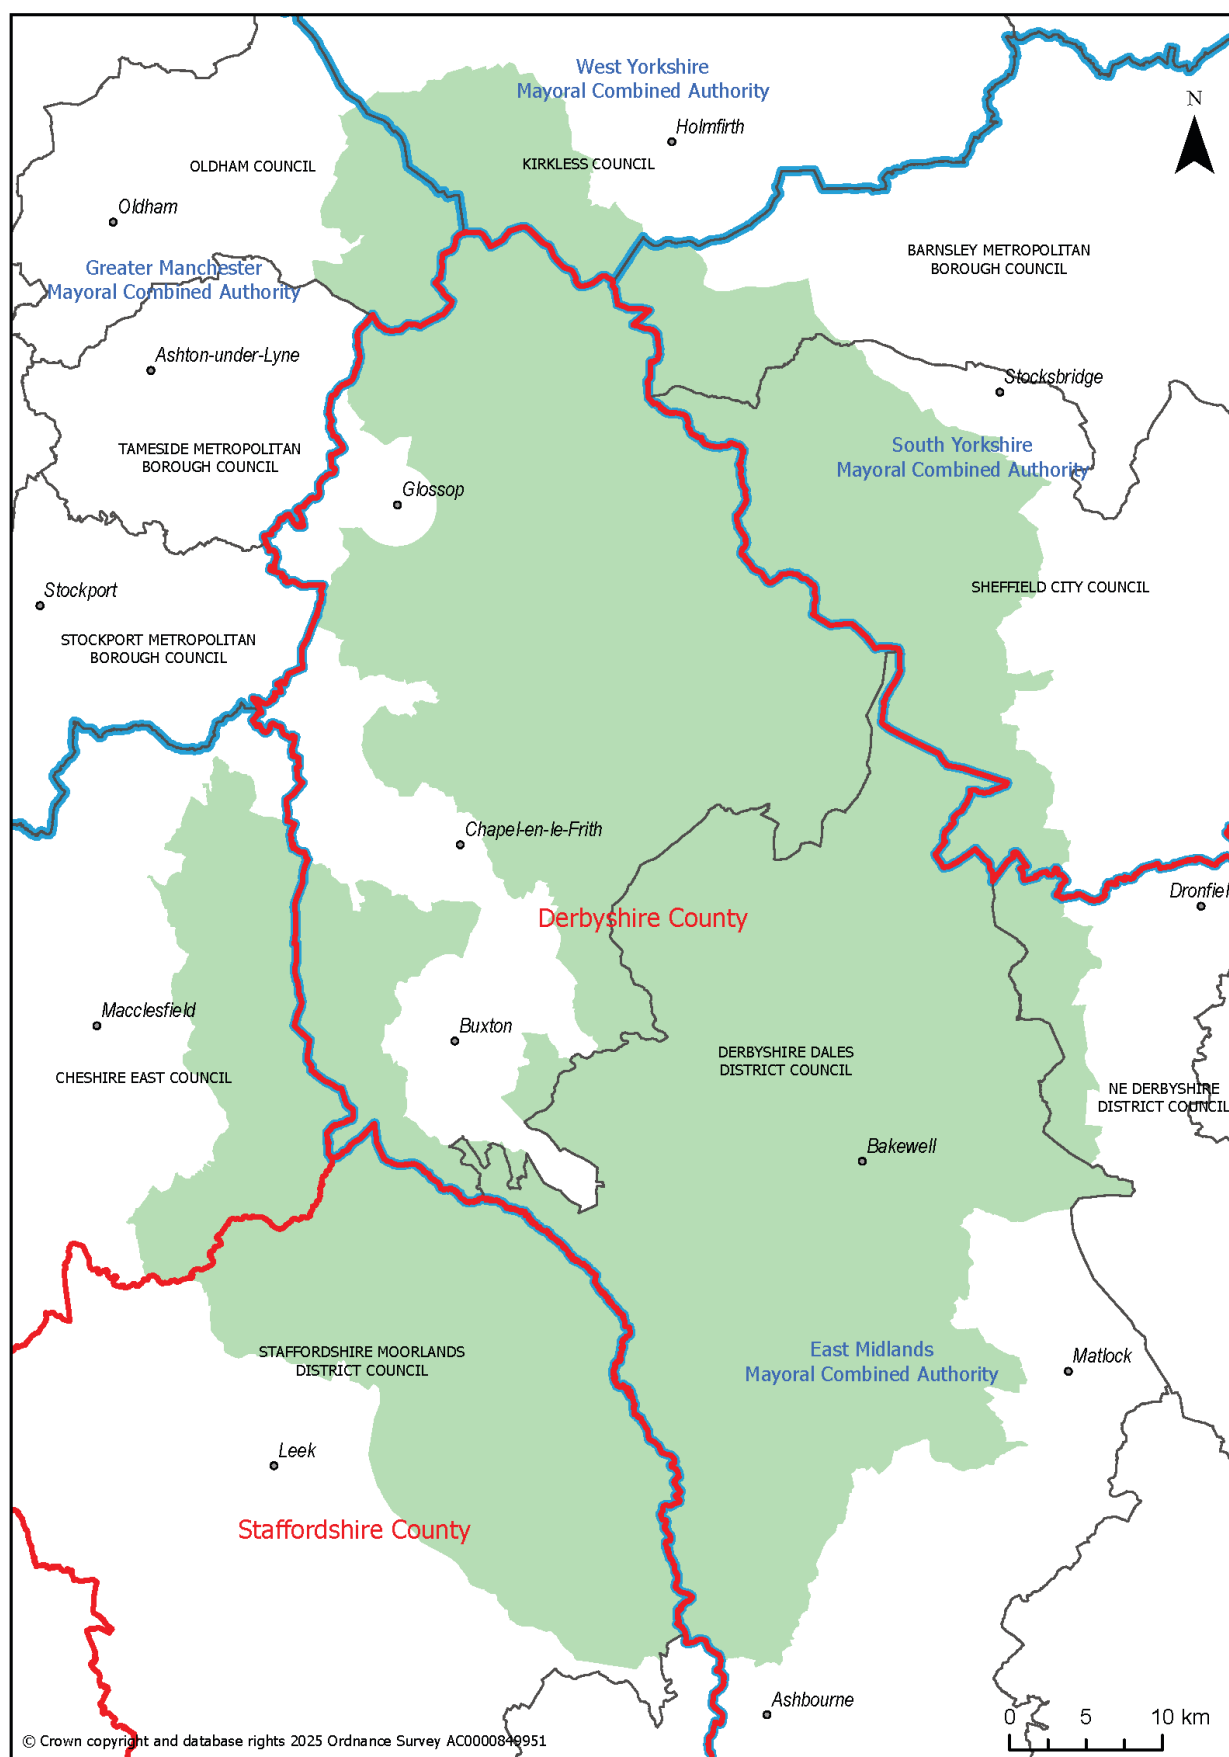 West Yorkshire
Mayoral Combined Authority
N
Holmfirth
OLDHAM COUNCIL
KIRKLESS COUNCIL
Oldham
BARNSLEY METROPOLITAN
BOROUGH COUNCIL
Greater Manchester
Mayoral Combined Authority
Ashton-under-Lyne
Stocksbridge
TAMESIDE METROPOLITAN
BOROUGH COUNCIL
South Yorkshire
Mayoral Combined Authority
Glossop
Stockport
SHEFFIELD CITY COUNCIL
STOCKPORT METROPOLITAN
BOROUGH COUNCIL
Chapel-en-le-Frith
Dronfiel
Derbyshire County
Macclesfield
Buxton
DERBYSHIRE DALES
DISTRICT COUNCIL
CHESHIRE EAST COUNCIL
NE DERBYSHIRE
DISTRICT COUNCIL
Bakewell
STAFFORDSHIRE MOORLANDS
DISTRICT COUNCIL
East Midlands
Mayoral Combined Authority
Matlock
Leek
Staffordshire County
Ashbourne
0 5 10 km
© Crown copyright and database rights 2025 Ordnance Survey AC0000849951